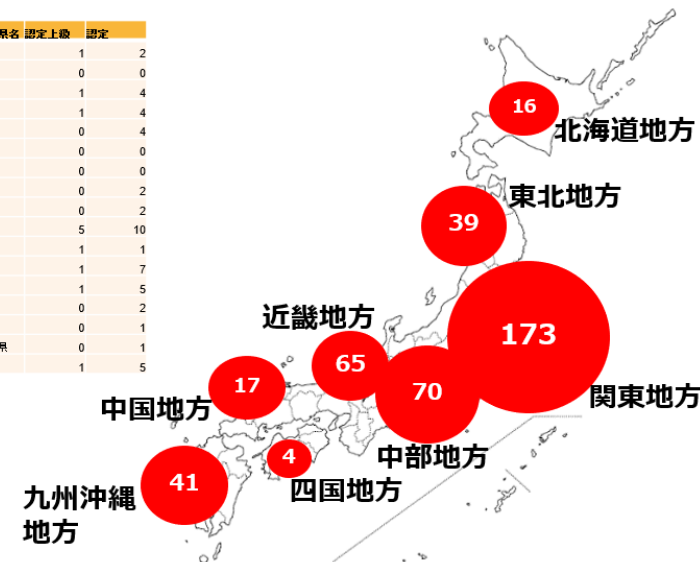 県名 認定上級 認定
1 2
0 0
1 4
1 4
0 4
0 0
0 0
0 2
0 2
5 10
1 1
1 7
1 5
0 2
0 1
県 0 1
1 5
16
北海道地方
東北地方
39
173
近畿地方
65
17
70
関東地方
中国地方
中部地方
4
四国地方
41
九州沖縄
地方